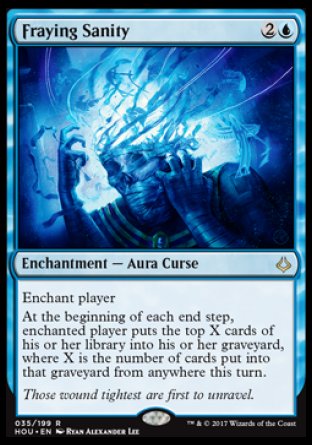 Fraying Sanity 2
Enchantment — Aura Curse
Enchant player
At the beginning of each end step,
enchanted player puts the top X cards of
his or her library into his or her graveyard,
where X is the number of cards put into
that graveyard from anywhere this turn.
Those wound tightest are first to unravel.
035/199 R
HOU • EN Ryan Alexander Lee
™ & © 2017 Wizards of the Coast